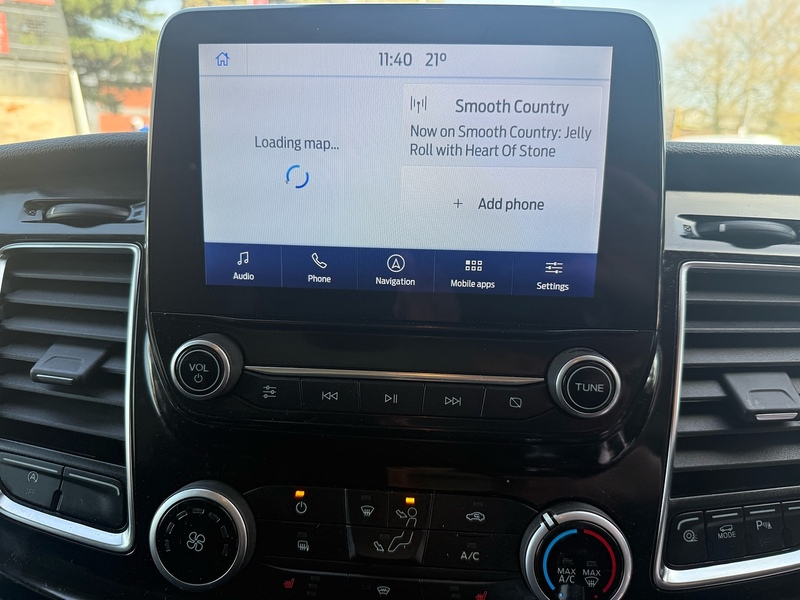 11:40 21°
Smooth Country
Now on Smooth Country: Jelly
Roll with Heart Of Stone
Loading map...
+ Add phone
Audio
Phone
Navigation
Mobile apps
Settings
VOL
TUNE
A/C
MAX
A/C
MAX
MODE
P